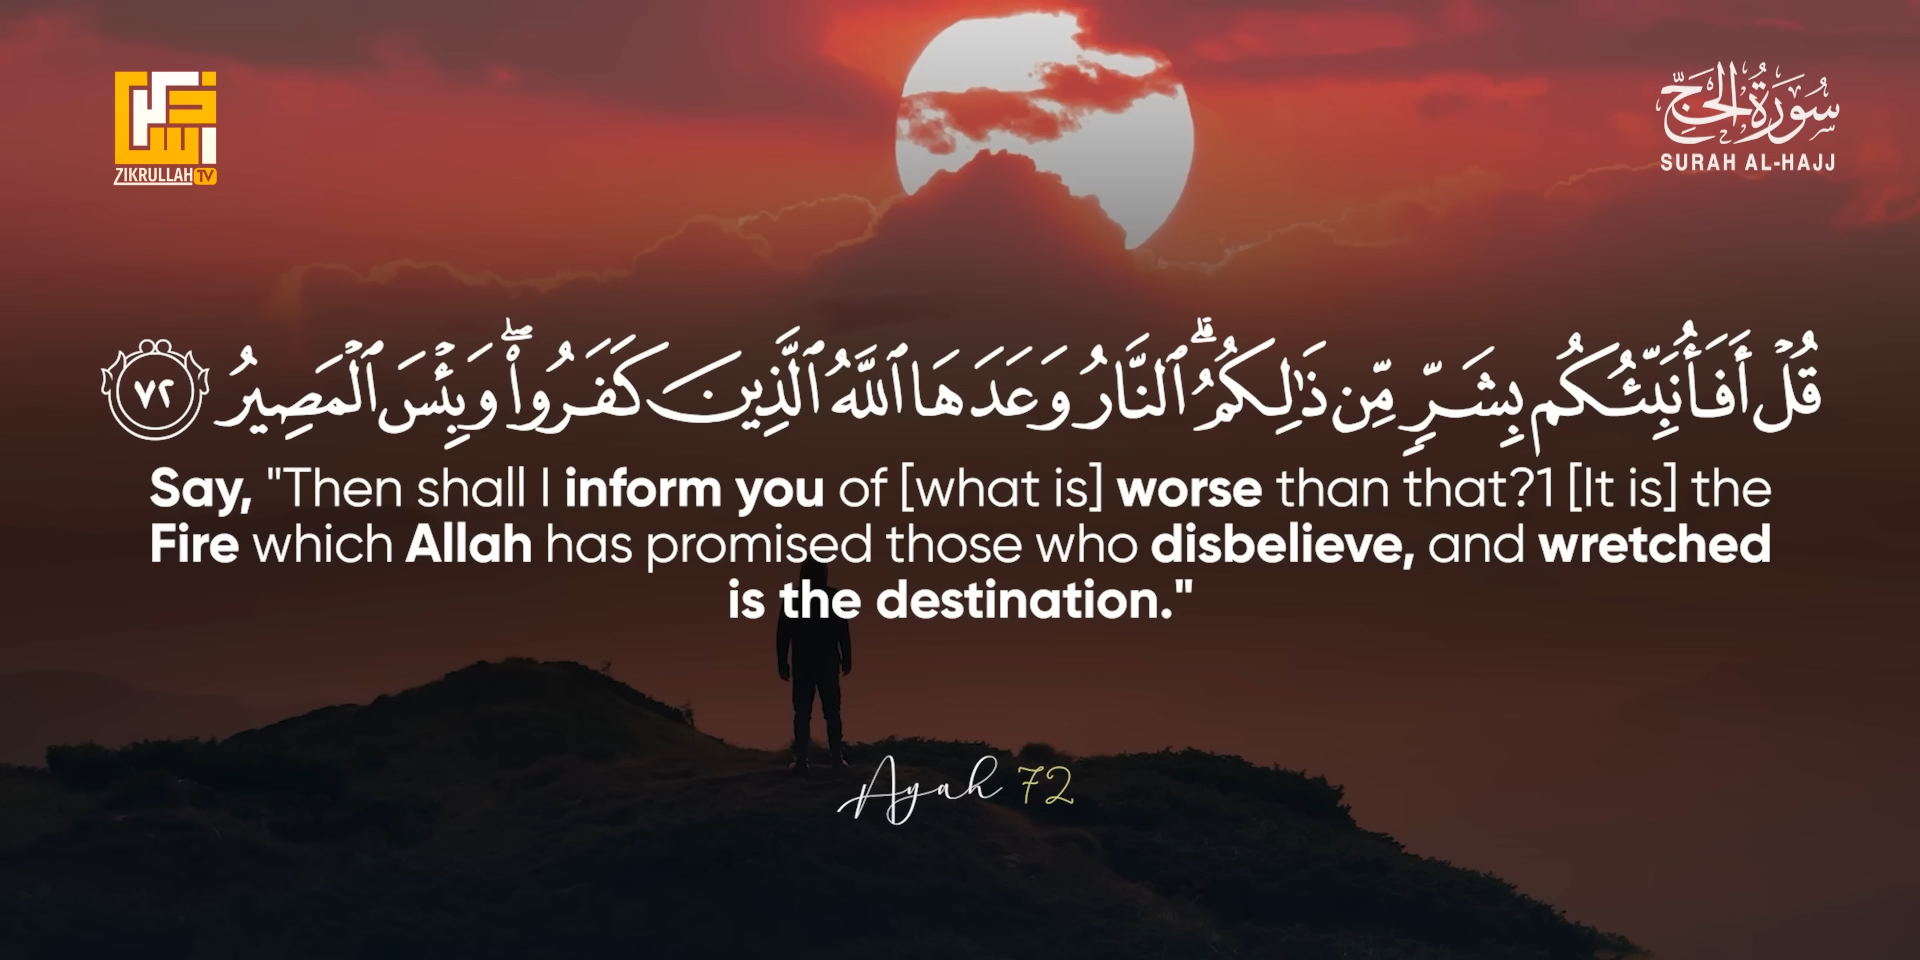 ZIKRULLAH TV
سُورَةُ الحَجِّ
SURAH AL-HAJJ
قُلْ أَفَأُنَبِّئُكُم بِشَرٍّ مِّن ذَٰلِكُمُ ۗ ٱلنَّارُ وَعَدَهَا ٱللَّهُ ٱلَّذِينَ كَفَرُوا۟ ۖ وَبِئْسَ ٱلْمَصِيرُ ٧٢
Say, "Then shall I inform you of [what is] worse than that?1 [It is] the
Fire which Allah has promised those who disbelieve, and wretched
is the destination."
Ayah 72